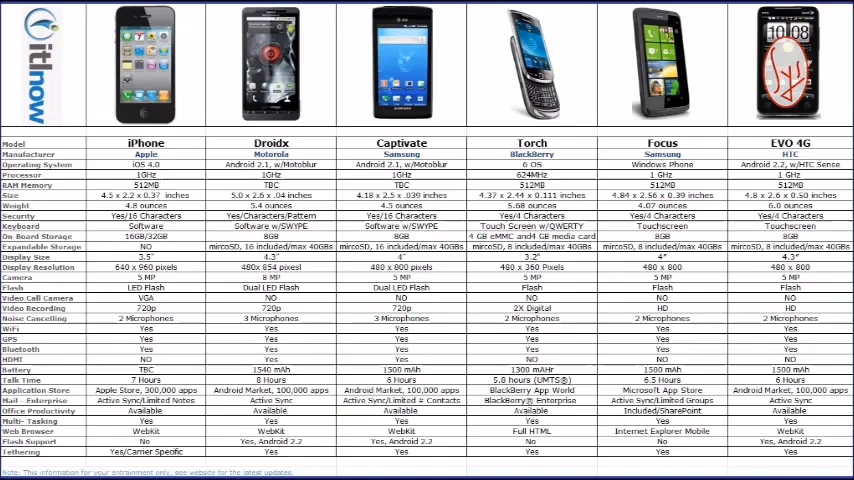 itlnow
10:08
Model iPhone Droidx Captivate Torch Focus EVO 4G
Manufacturer Apple Motorola Samsung BlackBerry Samsung HTC
Operating System iOS 4.0 Android 2.1, w/Motoblur Android 2.1, w/Motoblur 6 OS Windows Phone Android 2.2, w/HTC Sense
Processor 1GHz 1GHz 1GHz 624MHz 1 GHz 1 GHz
RAM Memory 512MB TBC TBC 512MB 512MB 512MB
Size 4.5 x 2.2 x 0.37 inches 5.0 x 2.6 x .04 inches 4.18 x 2.5 x .039 inches 4.37 x 2.44 x 0.111 inches 4.84 x 2.56 x 0.39 inches 4.8 x 2.6 x 0.50 inches
Weight 4.8 ounces 5.4 ounces 4.5 ounces 5.68 ounces 4.07 ounces 6.0 ounces
Security Yes/16 Characters Yes/Characters/Pattern Yes/16 Characters Yes/4 Characters Yes/4 Characters Yes/4 Characters
Keyboard Software Software w/SWYPE Software w/SWYPE Touch Screen w/QWERTY Touchscreen Touchscreen
On-Board Storage 16GB/32GB 8GB 8GB 4 GB eMMC and4 GB media card 8GB 8GB
Expandable Storage NO mircoSD, 16 included/max 40GBs mircoSD, 16 included/max 40GBs mircoSD, 8 included/max 40GBs mircoSD, 8 included/max 40GBs mircoSD, 8 included/max 40GBs
Display Size 3.5" 4.3" 4" 3.2" 4" 4.3"
Display Resolution 640 x 960 pixels 480x 854 pixesl 480 x 800 pixels 480 x 360 Pixels 480 x 800 480 x 800
Camera 5 MP 8 MP 5 MP 5 MP 5 MP 5 MP
Flash LED Flash Dual LED Flash Dual LED Flash Flash Flash Flash
Video Call Camera VGA NO NO NO NO NO
Video Recording 720p 720p 720p 2X Digital HD HD
Noise Cancelling 2 Microphones 3 Microphones 3 Microphones 2 Microphones 2 Microphones 2 Microphones
WiFi Yes Yes Yes Yes Yes Yes
GPS Yes Yes Yes Yes Yes Yes
Bluetooth Yes Yes Yes Yes Yes Yes
HDMI NO Yes Yes NO NO Yes
Battery TBC 1540 mAh 1500 mAh 1300 mAHr 1500 mAh 1500 mAh
Talk Time 7 Hours 8 Hours 6 Hours 5.8 hours (UMTS®) 6.5 Hours 6 Hours
Application Store Apple Store, 300,000 apps Android Market, 100,000 apps Android Market, 100,000 apps BlackBerry App World Microsoft App Store Android Market, 100,000 apps
Mail - Enterprise Active Sync/Limited Notes Active Sync Active Sync/Limited # Contacts BlackBerry® Enterprise Active Sync/Limited Groups Active Sync
Office Productivity Available Available Available Available Included/SharePoint Available
Multi- Tasking Yes Yes Yes Yes Yes Yes
Web Browser WebKit WebKit WebKit Full HTML Internet Explorer Mobile WebKit
Flash Support No Yes, Android 2.2 Yes, Android 2.2 No No Yes, Android 2.2
Tethering Yes/Carrier Specific Yes Yes Yes Yes Yes
Note: This information for your entrainment only, see website for the latest updates.